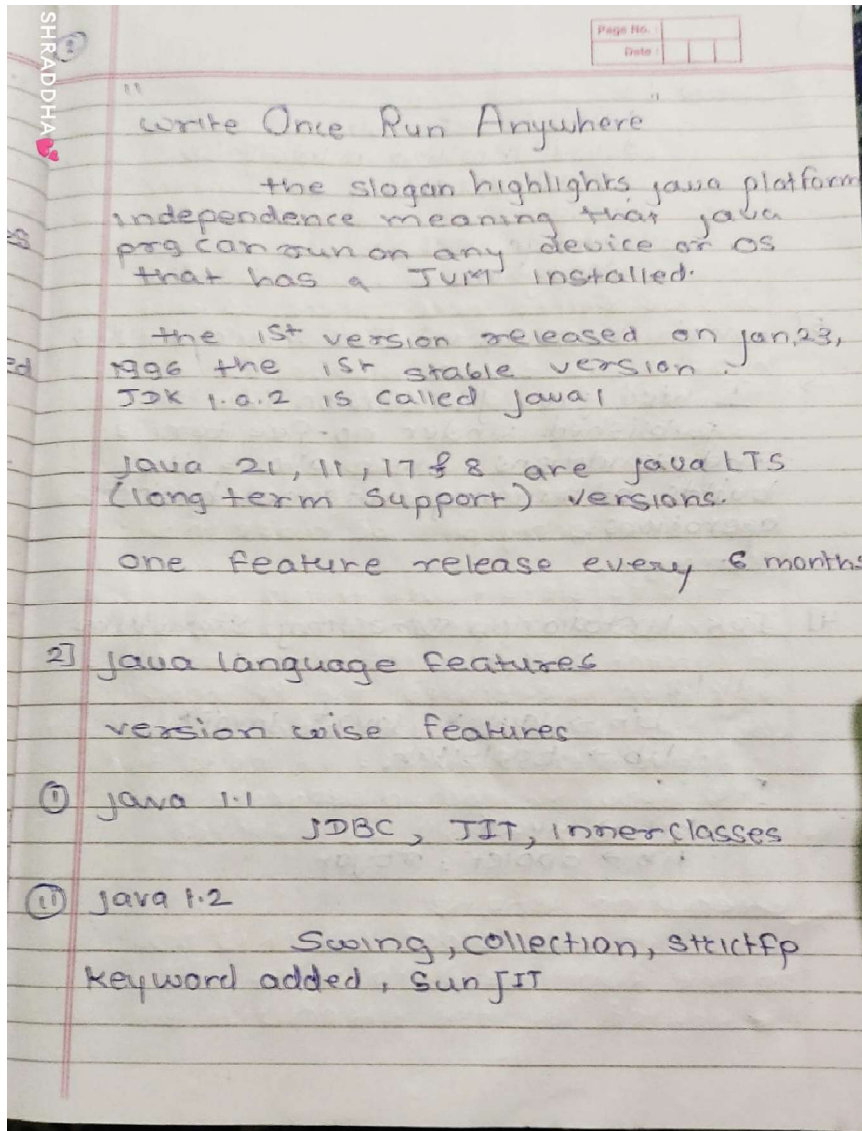 SHRADDHA
Page No.
Date
"Write Once Run Anywhere"
the slogan highlights java platform
independence meaning that java
prg can run on any device or OS
that has a JVM installed.
the 1st version released on jan,23,
1996 the 1st stable version.
JDK 1.0.2 is called java1
java 21, 11, 17 & 8 are java LTS
(long term support) versions.
one feature release every 6 months
2] java language features
version wise features
① java 1.1
JDBC, JIT, inner classes
⑪ java 1.2
Swing, collection, strictfp
keyword added, sun JIT